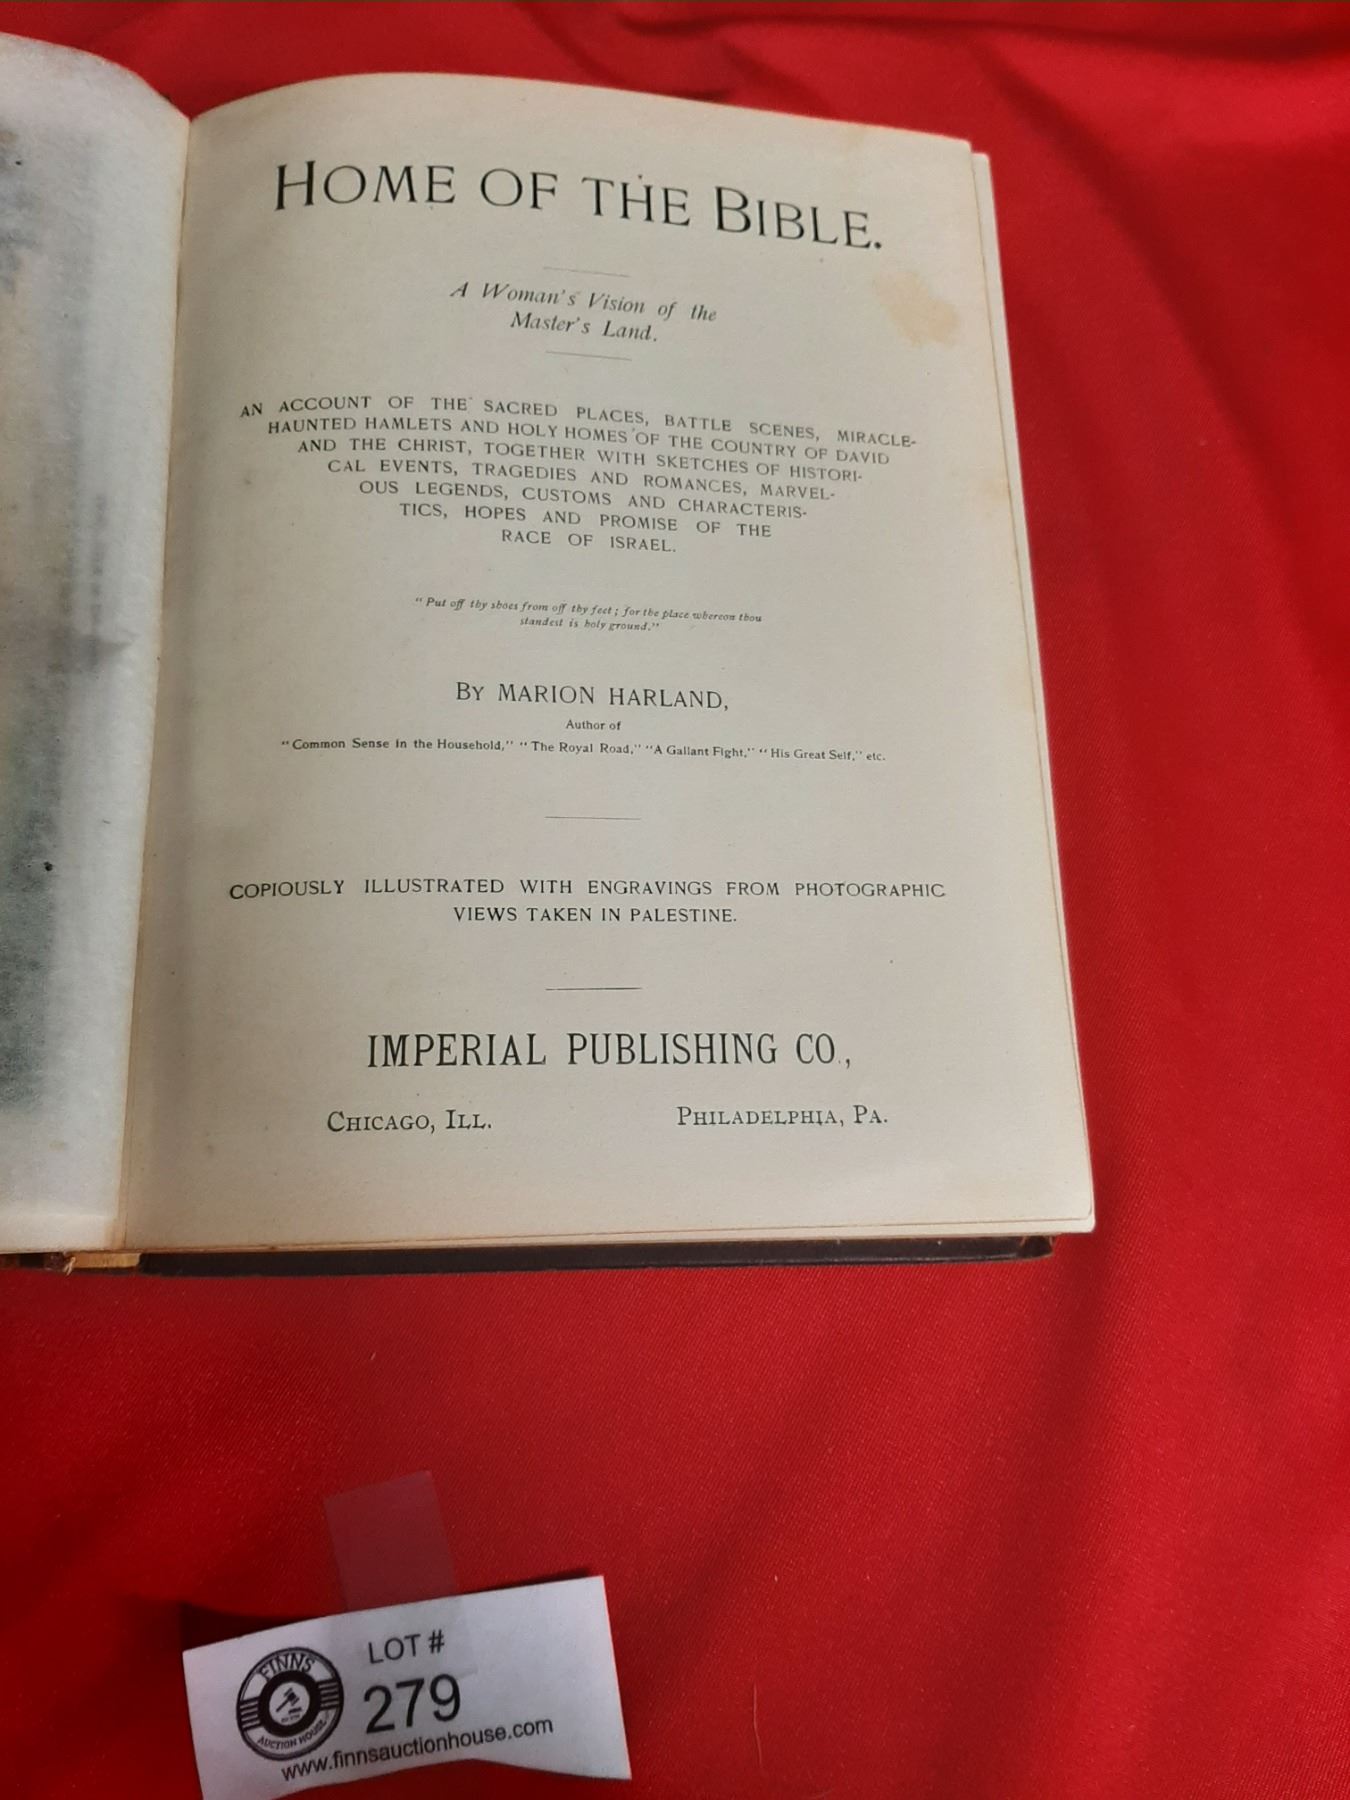 HOME OF THE BIBLE.
A Woman's Vision of the
Master's Land.
AN ACCOUNT OF THE SACRED PLACES, BATTLE SCENES, MIRACLE-
HAUNTED HAMLETS AND HOLY HOMES OF THE COUNTRY OF DAVID
AND THE CHRIST, TOGETHER WITH SKETCHES OF HISTORI-
CAL EVENTS, TRAGEDIES AND ROMANCES, MARVEL-
OUS LEGENDS, CUSTOMS AND CHARACTERIS-
TICS, HOPES AND PROMISE OF THE
RACE OF ISRAEL.
"Put off thy shoes from off thy feet; for the place whereon thou
standest is holy ground."
BY MARION HARLAND,
Author of
"Common Sense in the Household," "The Royal Road," "A Gallant Fight," "His Great Self," etc.
COPIOUSLY ILLUSTRATED WITH ENGRAVINGS FROM PHOTOGRAPHIC
VIEWS TAKEN IN PALESTINE.
IMPERIAL PUBLISHING CO.,
CHICAGO, ILL. PHILADELPHIA, PA.
LOT #
279
FINNS
AUCTION HOUSE
www.finnsauctionhouse.com